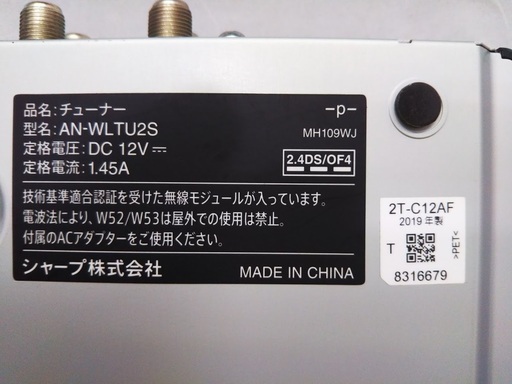 品名：チューナー
-p-
型名：AN-WLTU2S
MH109WJ
定格電圧：DC 12V⎓
定格電流：1.45A
2.4DS/OF4
技術基準適合認証を受けた無線モジュールが入っています。
電波法により、W52/W53は屋外での使用は禁止。
付属のACアダプターをご使用ください。
シャープ株式会社
MADE IN CHINA
2T-C12AF
2019年製
T
>PET<
8316679